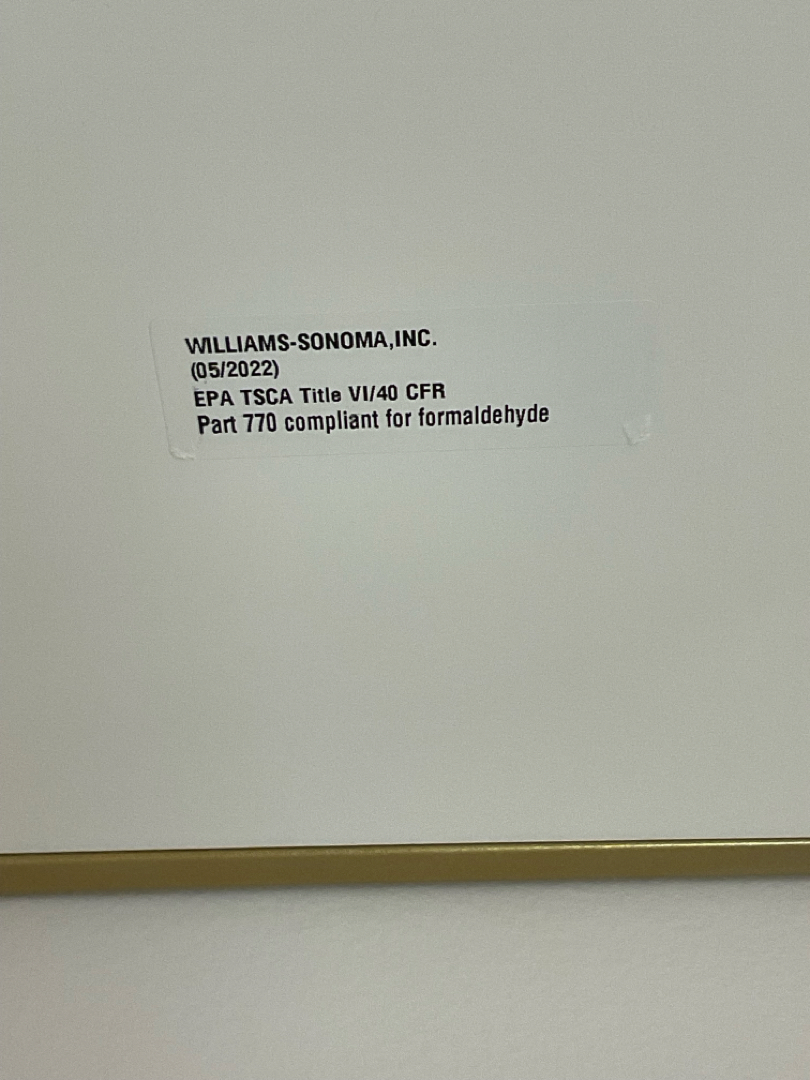 WILLIAMS-SONOMA,INC.
(05/2022)
EPA TSCA Title VI/40 CFR
Part 770 compliant for formaldehyde